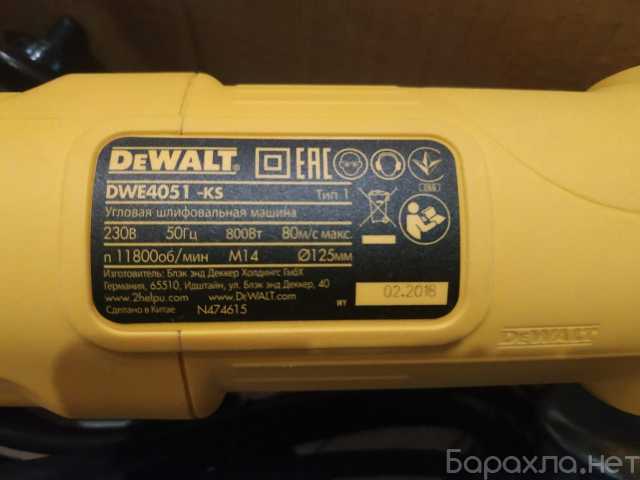 DEWALT EAC
DWE4051 -KS Тип 1
Угловая шлифовальная машина
230В 50Гц 800Вт 80м/с макс.
n 11800об/мин M14 Ø125мм
Изготовитель: Блэк энд Деккер Холдингс ГмбХ
Германия, 65510, Идштайн, ул. Блэк энд Деккер, 40
www.2helpu.com www.DeWALT.com
Сделано в Китае N474615
WY 02.2018
DEWALT
Барахла.нет